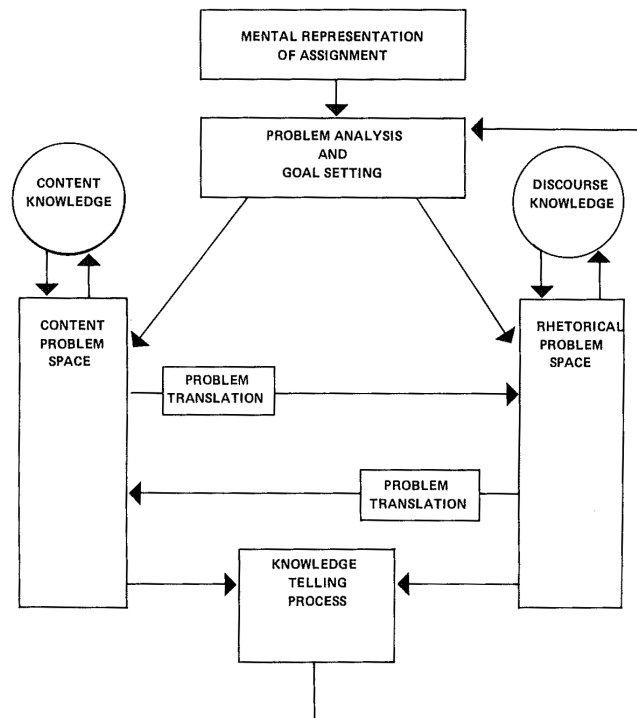 MENTAL REPRESENTATION
OF ASSIGNMENT
PROBLEM ANALYSIS
AND
GOAL SETTING
CONTENT
KNOWLEDGE
DISCOURSE
KNOWLEDGE
CONTENT
PROBLEM
SPACE
RHETORICAL
PROBLEM
SPACE
PROBLEM
TRANSLATION
PROBLEM
TRANSLATION
KNOWLEDGE
TELLING
PROCESS